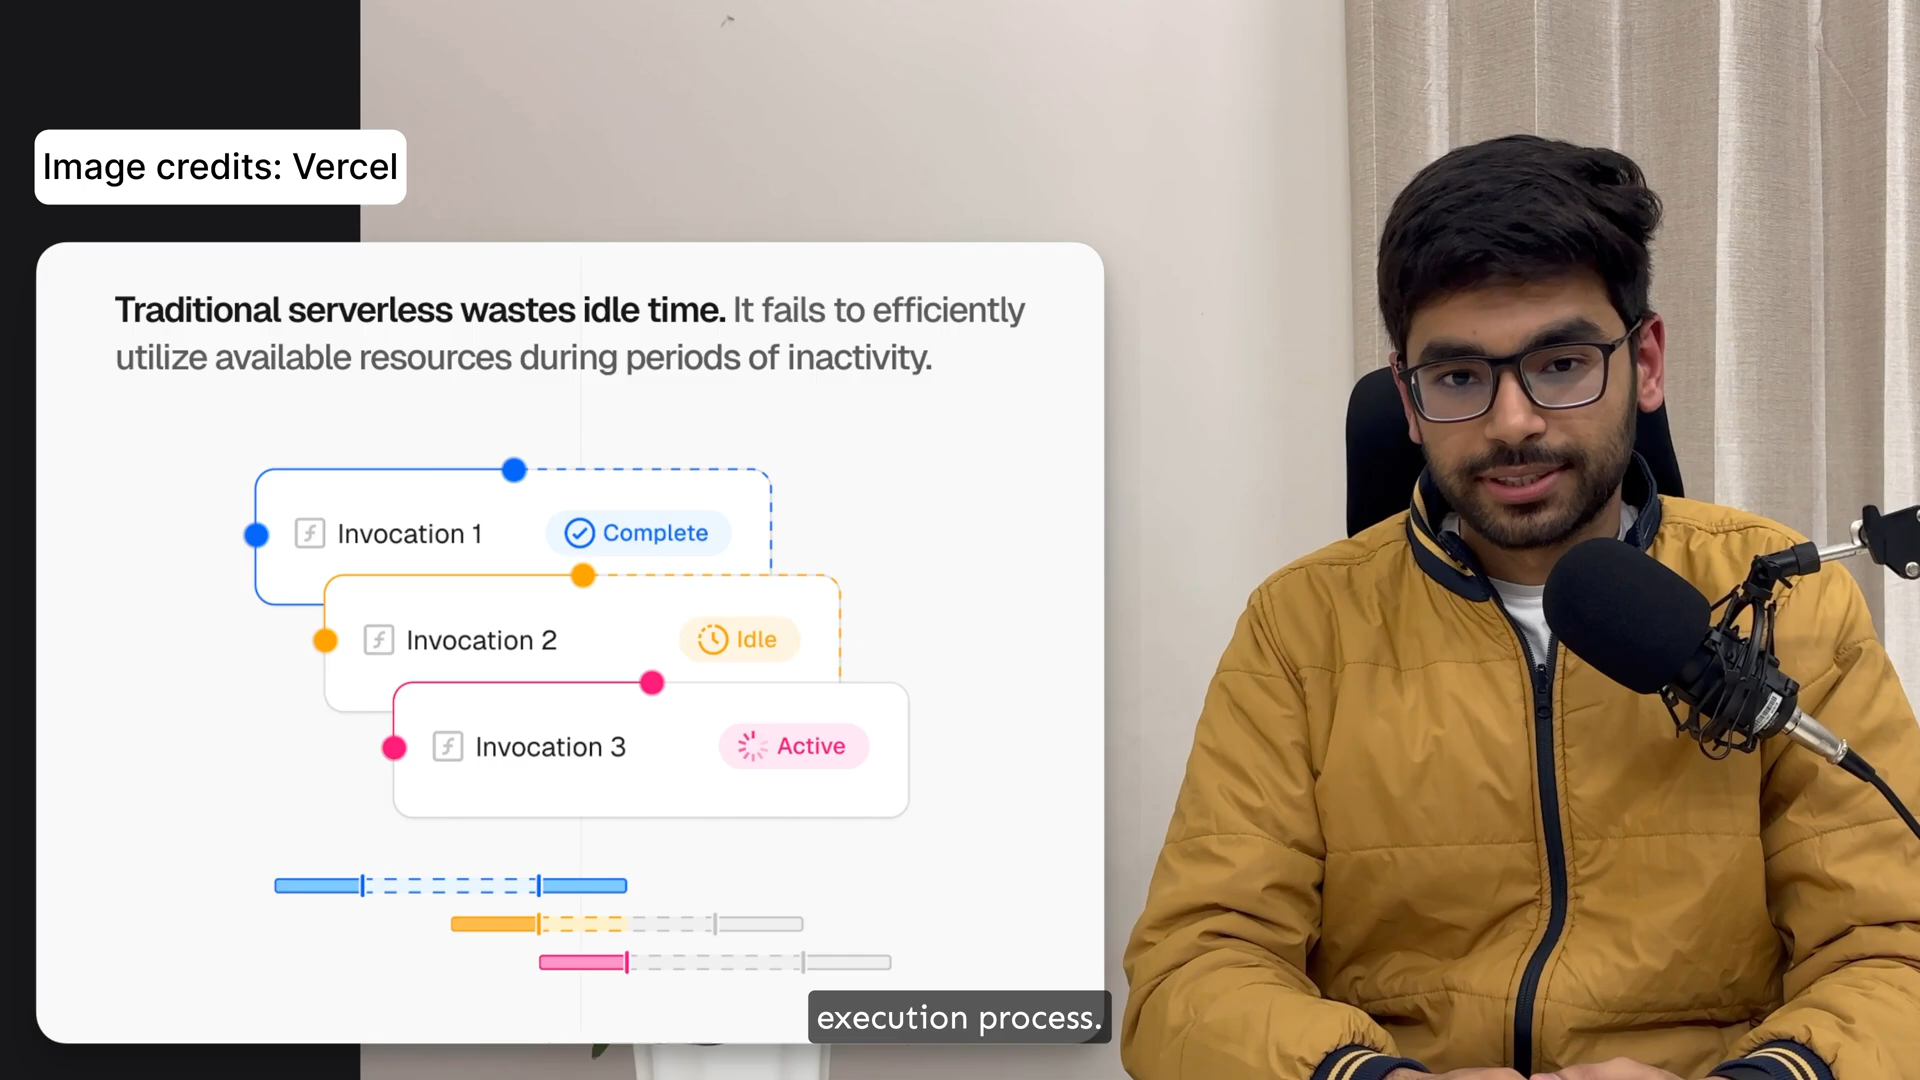 Image credits: Vercel
Traditional serverless wastes idle time. It fails to efficiently
utilize available resources during periods of inactivity.
Invocation 1
Complete
Invocation 2
Idle
Invocation 3
Active
execution process.